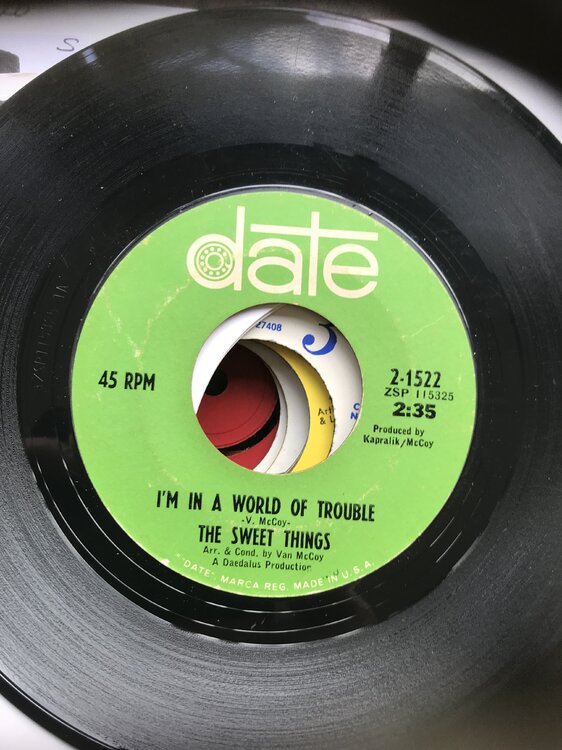 S
date
27408
45 RPM
2-1522
ZSP 115325
2:35
Produced by
Kapralik/McCoy
I'M IN A WORLD OF TROUBLE
-V. McCoy-
THE SWEET THINGS
Arr. & Cond. by Van McCoy
A Daedalus Production
"DATE", MARCA REG. MADE IN U.S.A.